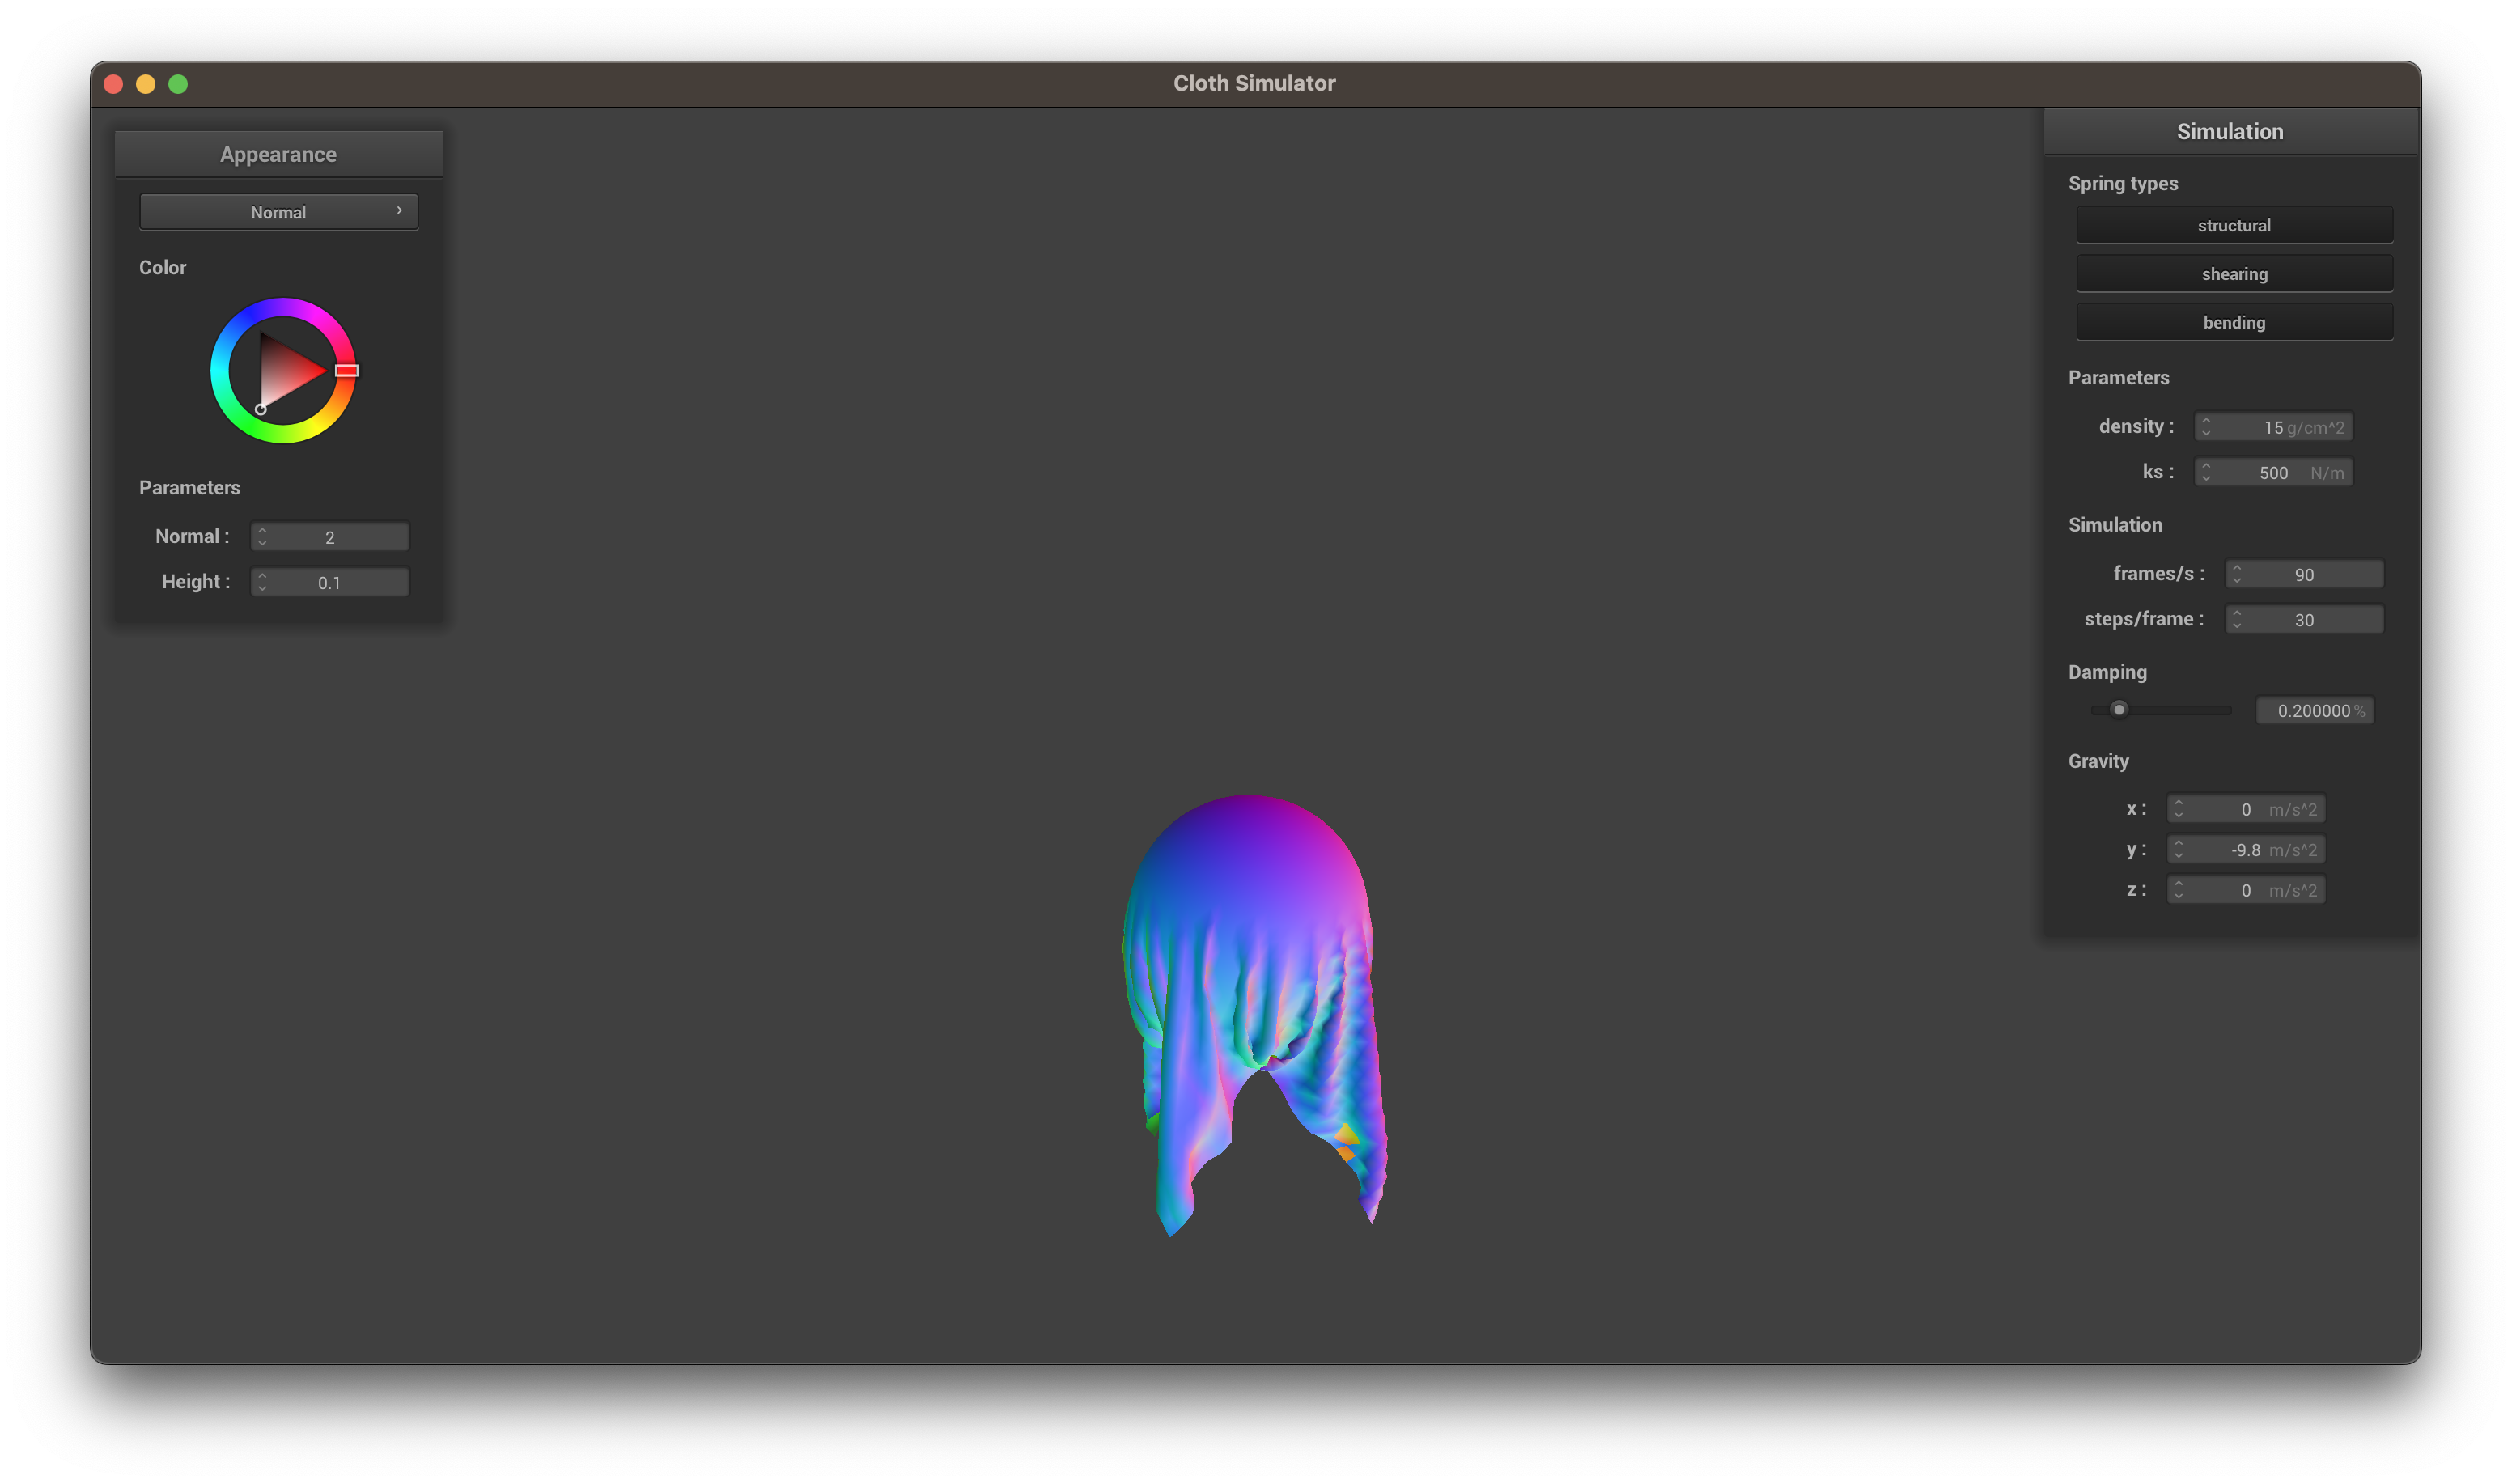 Cloth Simulator
Appearance
Normal
Color
Parameters
Normal : 2
Height : 0.1
Simulation
Spring types
structural
shearing
bending
Parameters
density : 15 g/cm^2
ks : 500 N/m
Simulation
frames/s : 90
steps/frame : 30
Damping
0.200000 %
Gravity
x : 0 m/s^2
y : -9.8 m/s^2
z : 0 m/s^2